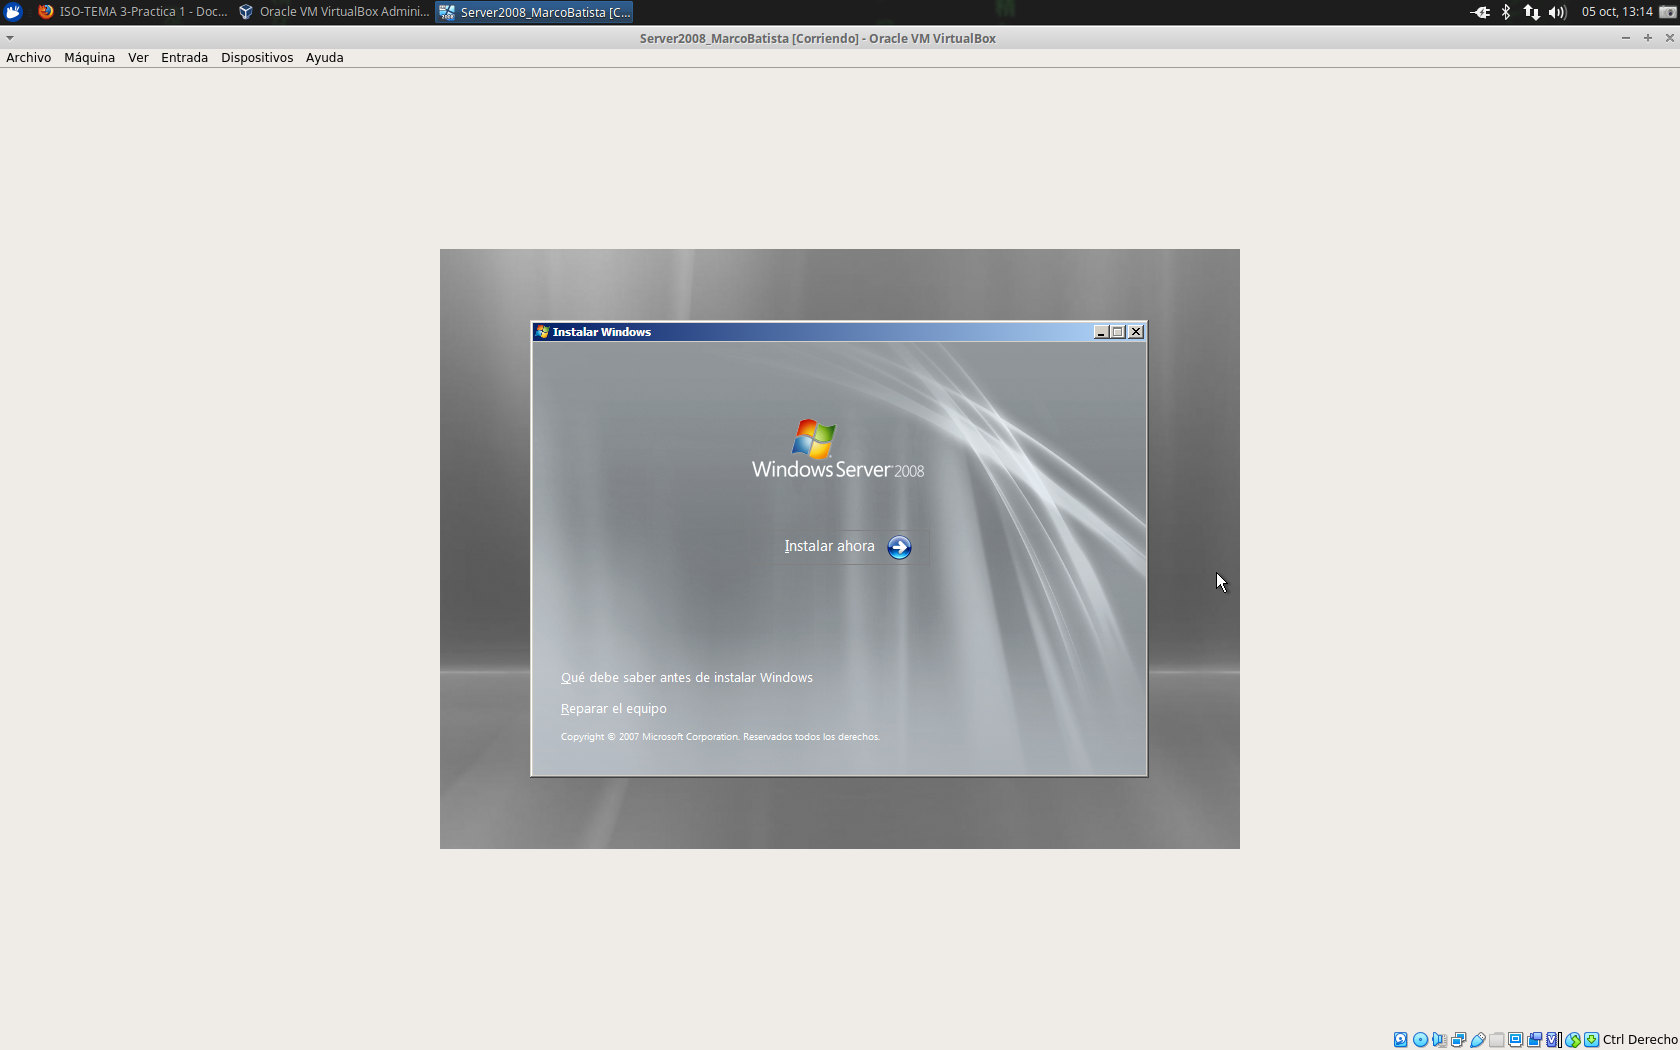 ISO-TEMA 3-Practica 1 - Doc... Oracle VM VirtualBox Admini... Server2008_MarcoBatista [C... 05 oct, 13:14
Server2008_MarcoBatista [Corriendo] - Oracle VM VirtualBox
Archivo Máquina Ver Entrada Dispositivos Ayuda
Instalar Windows
Windows Server 2008
Instalar ahora
Qué debe saber antes de instalar Windows
Reparar el equipo
Copyright © 2007 Microsoft Corporation. Reservados todos los derechos.
Ctrl Derecho